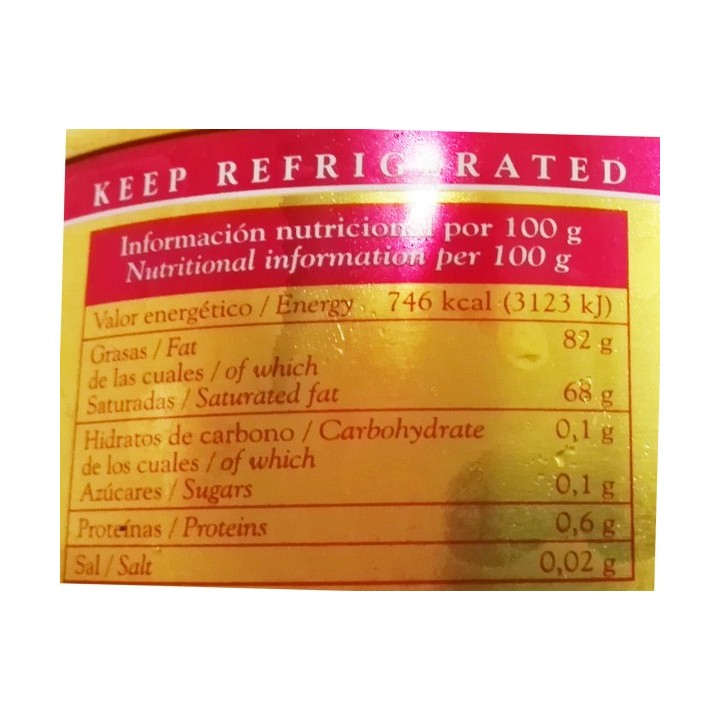 KEEP REFRIGERATED
Información nutricional por 100 g
Nutritional information per 100 g
Valor energético / Energy 746 kcal (3123 kJ)
Grasas / Fat 82 g
de las cuales / of which
Saturadas / Saturated fat 68 g
Hidratos de carbono / Carbohydrate 0,1 g
de los cuales / of which
Azúcares / Sugars 0,1 g
Proteínas / Proteins 0,6 g
Sal / Salt 0,02 g